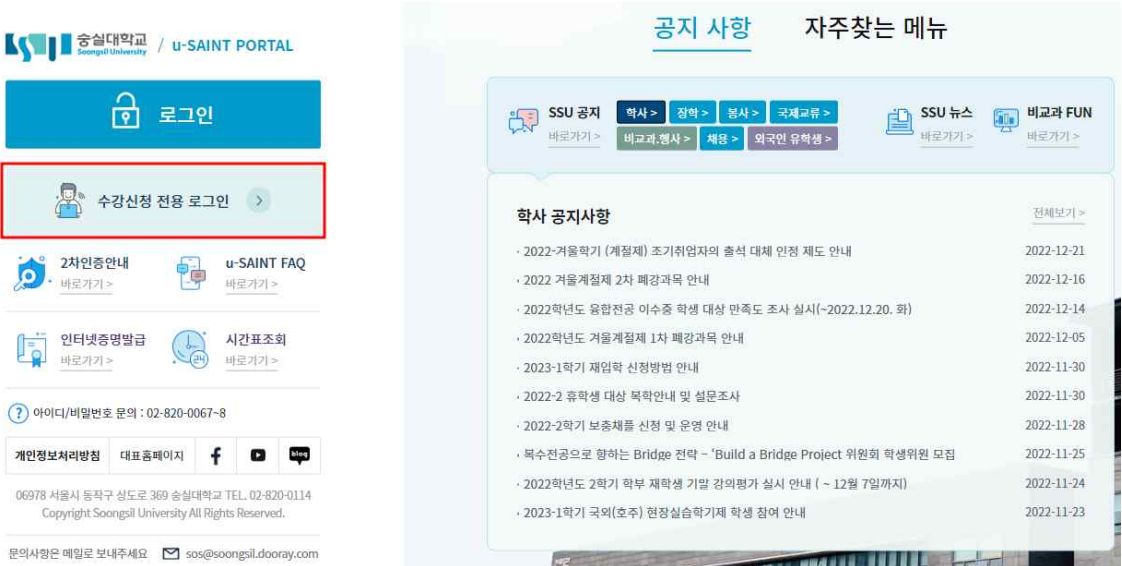 숭실대학교
Soongsil University / u-SAINT PORTAL
로그인
수강신청 전용 로그인 >
2차인증안내
바로가기 >
u-SAINT FAQ
바로가기 >
인터넷증명발급
바로가기 >
24
시간표조회
바로가기 >
? 아이디/비밀번호 문의 : 02-820-0067~8
개인정보처리방침 대표홈페이지 f blog
06978 서울시 동작구 상도로 369 숭실대학교 TEL. 02-820-0114
Copyright Soongsil University All Rights Reserved.
문의사항은 메일로 보내주세요 sos@soongsil.dooray.com
공지 사항 자주찾는 메뉴
SSU 공지
바로가기 >
학사 > 장학 > 봉사 > 국제교류 >
비교과.행사 > 채용 > 외국인 유학생 >
SSU 뉴스
바로가기 >
비교과 FUN
바로가기 >
학사 공지사항 전체보기 >
· 2022-겨울학기 (계절제) 조기취업자의 출석 대체 인정 제도 안내 2022-12-21
· 2022 겨울계절제 2차 폐강과목 안내 2022-12-16
· 2022학년도 융합전공 이수중 학생 대상 만족도 조사 실시(~2022.12.20. 화) 2022-12-14
· 2022학년도 겨울계절제 1차 폐강과목 안내 2022-12-05
· 2023-1학기 재입학 신청방법 안내 2022-11-30
· 2022-2 휴학생 대상 복학안내 및 설문조사 2022-11-30
· 2022-2학기 보충채플 신청 및 운영 안내 2022-11-28
· 복수전공으로 향하는 Bridge 전략 – ‘Build a Bridge Project 위원회 학생위원 모집 2022-11-25
· 2022학년도 2학기 학부 재학생 기말 강의평가 실시 안내 ( ~ 12월 7일까지) 2022-11-24
· 2023-1학기 국외(호주) 현장실습학기제 학생 참여 안내 2022-11-23